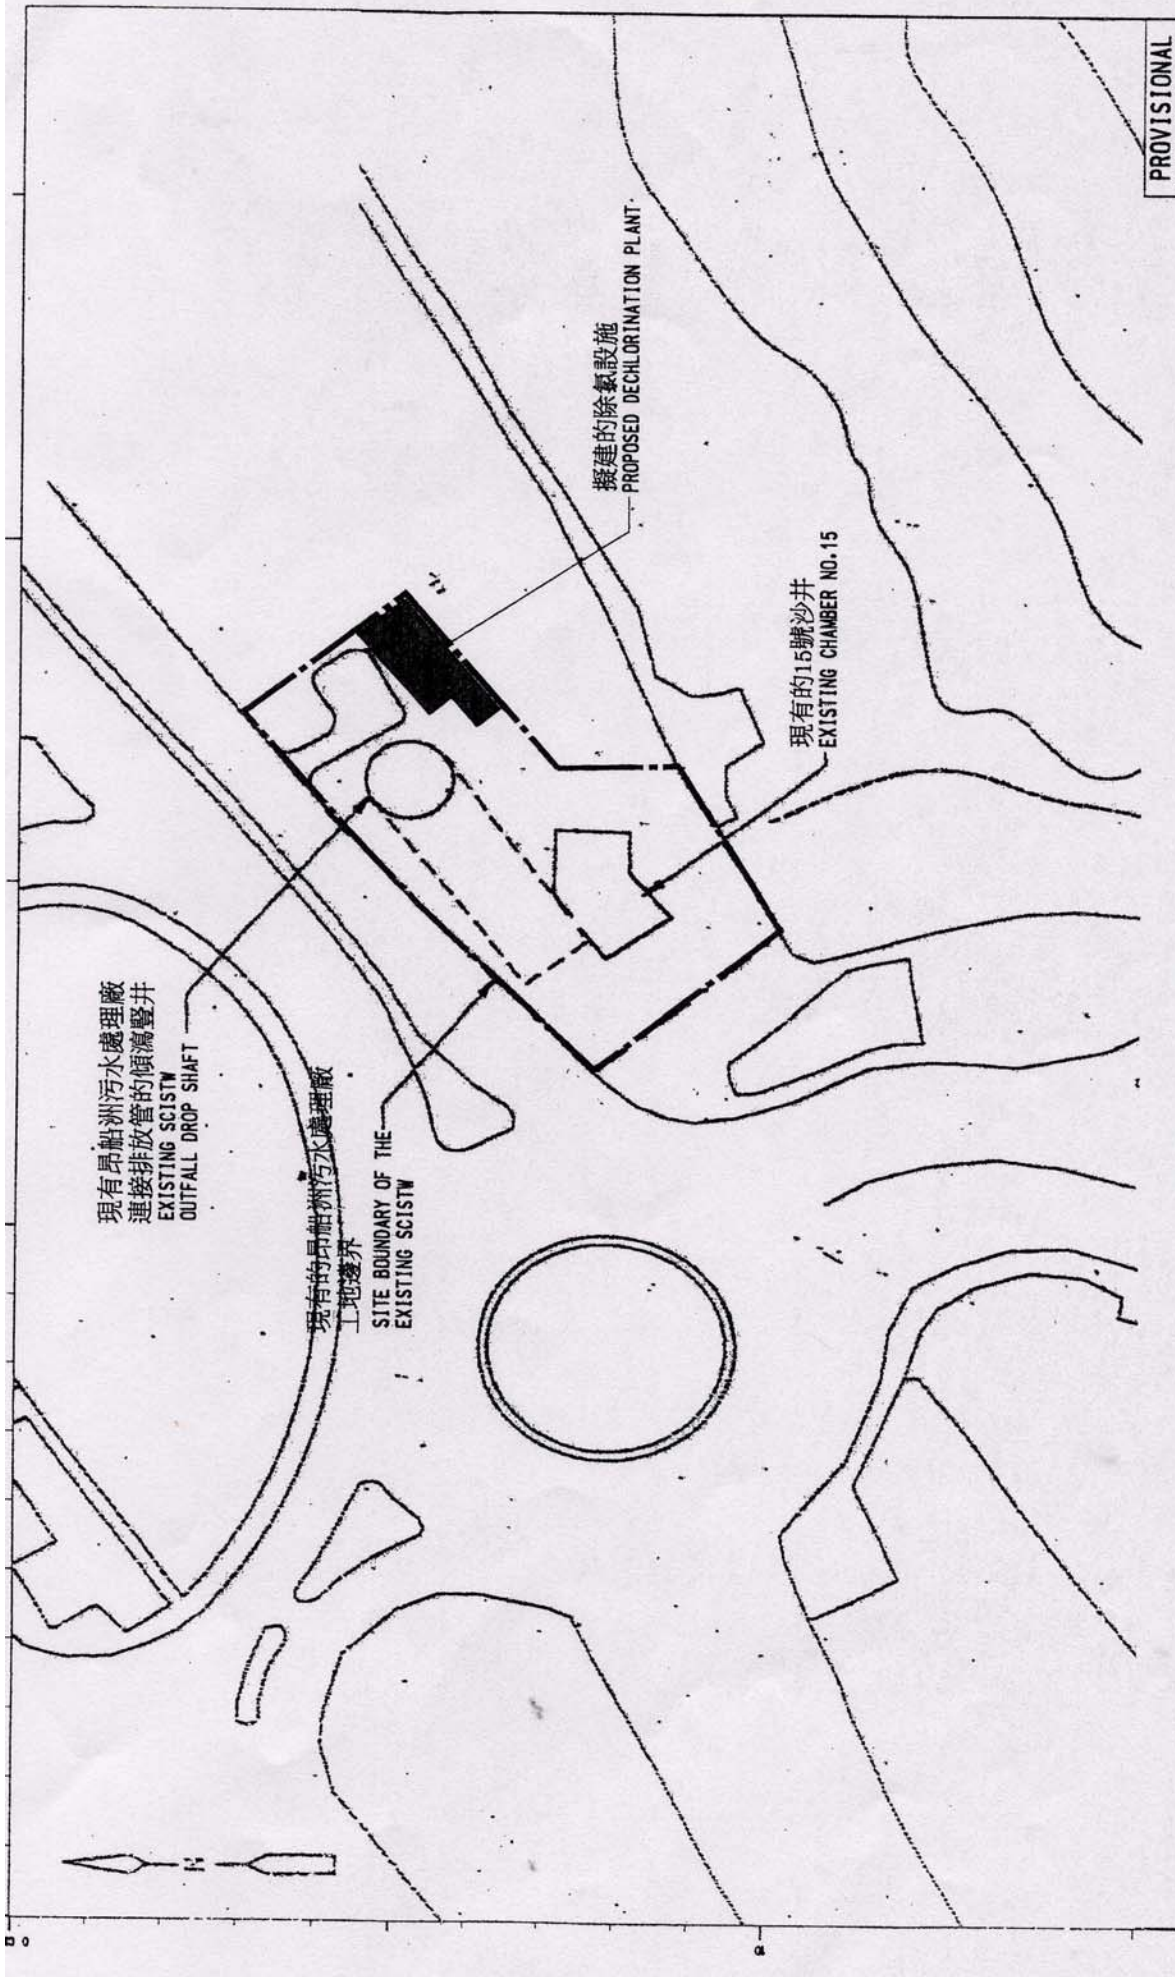 現有昂船洲污水處理廠
連接排放管的傾瀉豎井
EXISTING SCISTW
OUTFALL DROP SHAFT
現有的昂船洲污水處理廠
工地邊界
SITE BOUNDARY OF THE
EXISTING SCISTW
擬建的除氯設施
PROPOSED DECHLORINATION PLANT
現有的15號沙井
EXISTING CHAMBER NO.15
N
PROVISIONAL